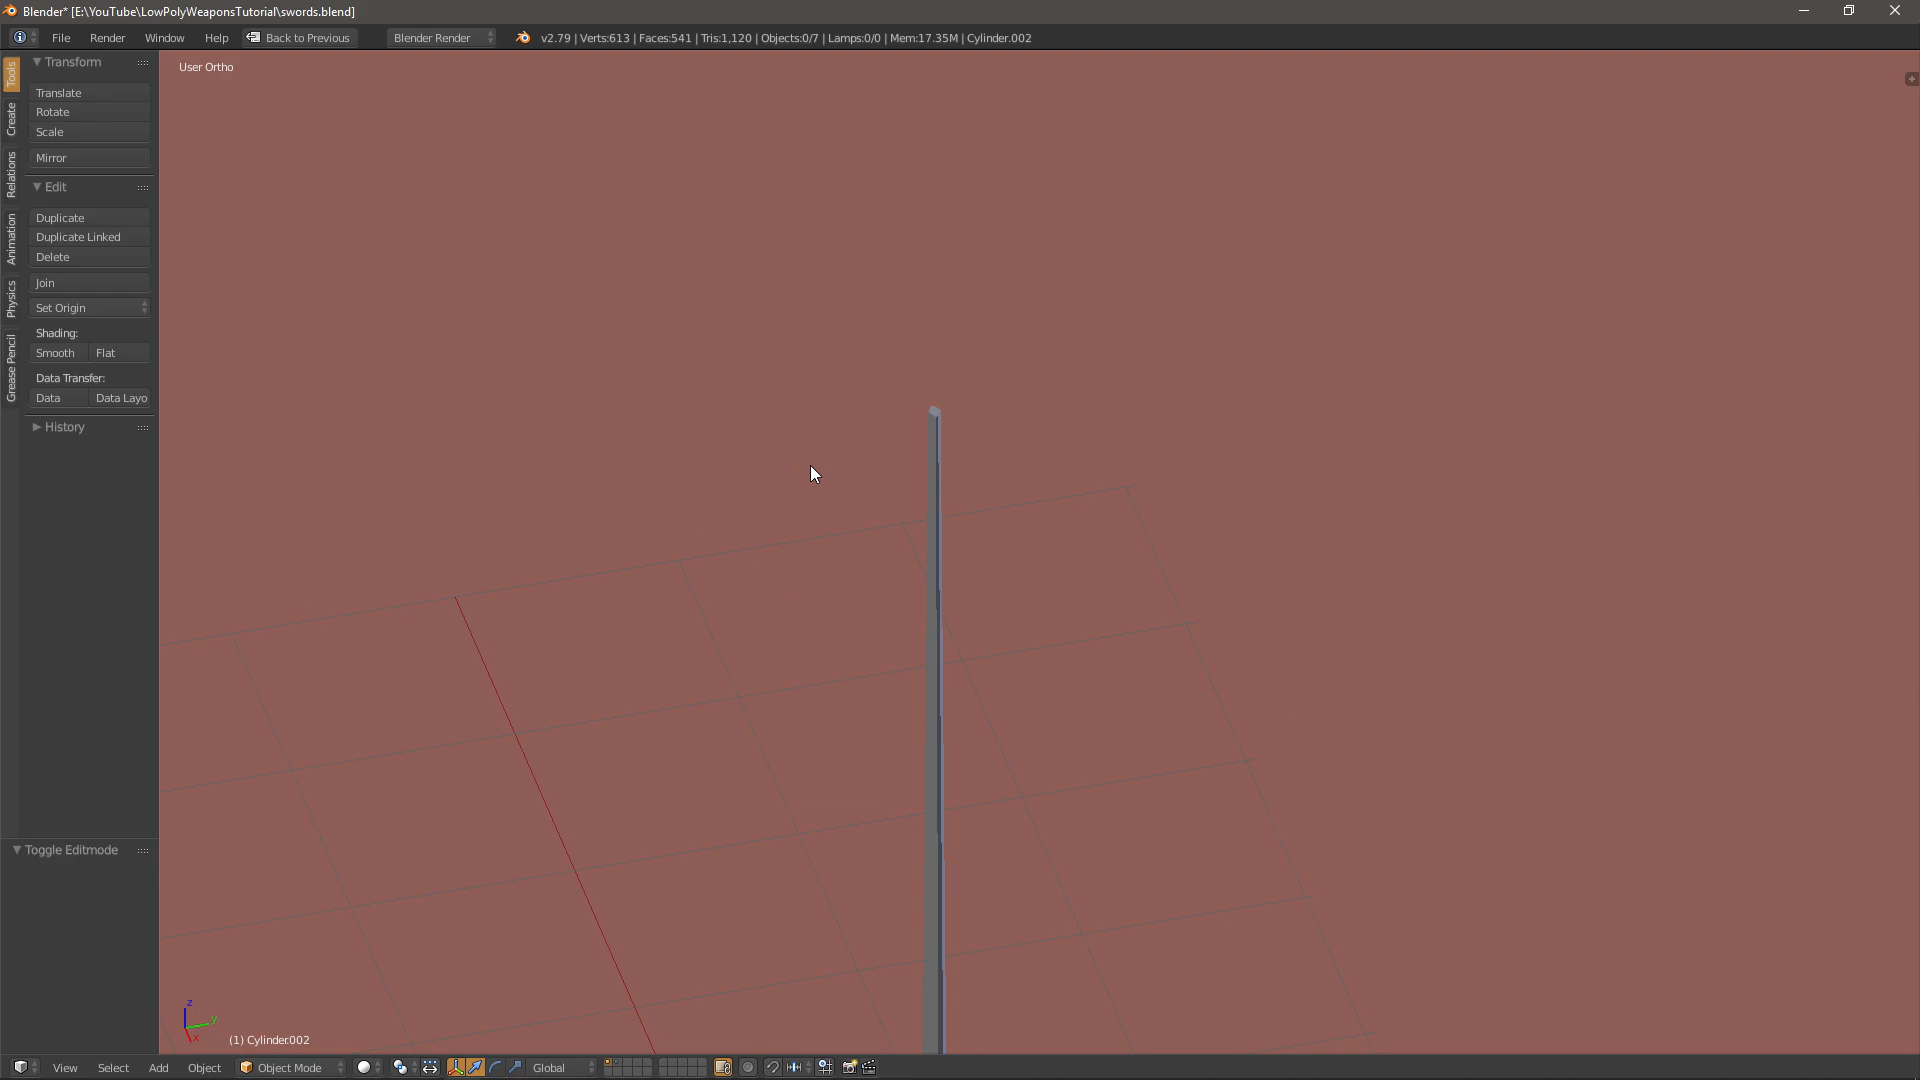 Blender* [E:\YouTube\LowPolyWeaponsTutorial\swords.blend]
File Render Window Help Back to Previous Blender Render v2.79 | Verts:613 | Faces:541 | Tris:1,120 | Objects:0/7 | Lamps:0/0 | Mem:17.35M | Cylinder.002
Tools
Create
Relations
Animation
Physics
Grease Pencil
Transform
Translate
Rotate
Scale
Mirror
Edit
Duplicate
Duplicate Linked
Delete
Join
Set Origin
Shading:
Smooth Flat
Data Transfer:
Data Data Layo
History
Toggle Editmode
User Ortho
z
y
x
(1) Cylinder.002
View Select Add Object Object Mode Global